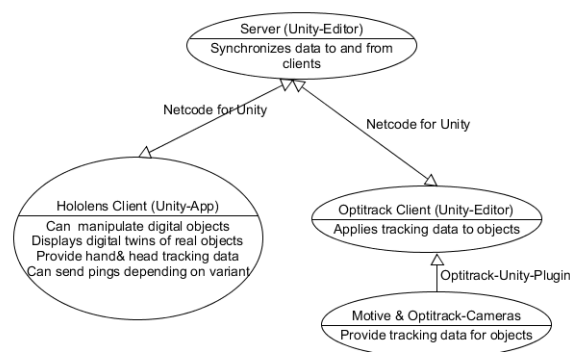 Server (Unity-Editor)
Synchronizes data to and from
clients
Netcode for Unity
Netcode for Unity
Hololens Client (Unity-App)
Can manipulate digital objects
Displays digital twins of real objects
Provide hand& head tracking data
Can send pings depending on variant
Optitrack Client (Unity-Editor)
Applies tracking data to objects
Optitrack-Unity-Plugin
Motive & Optitrack-Cameras
Provide tracking data for objects